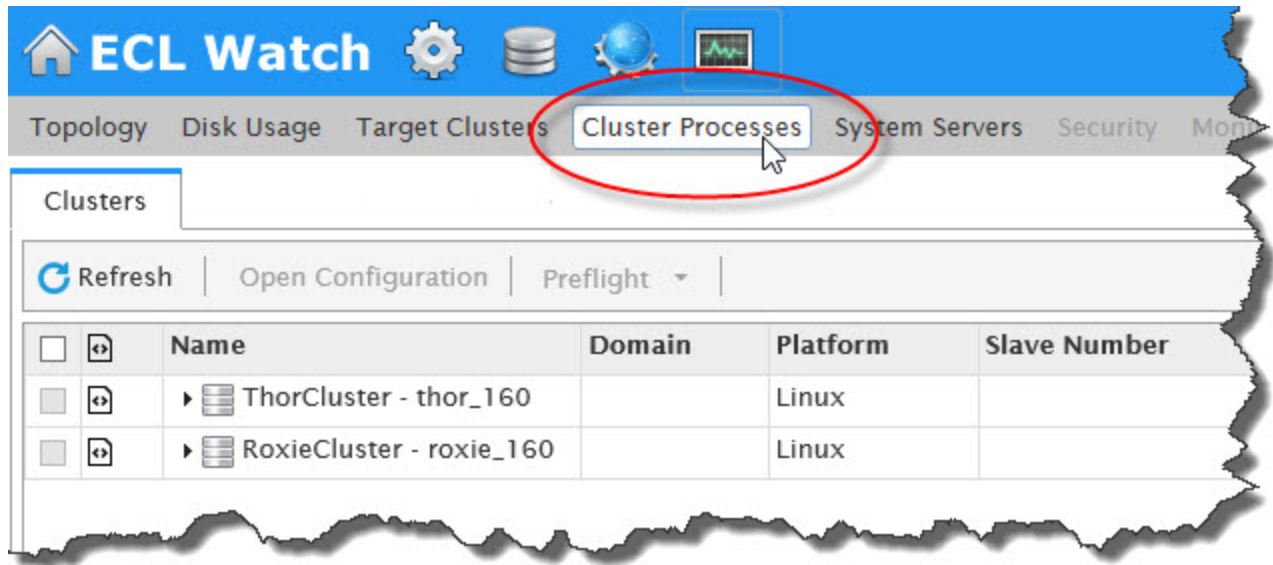 ECL Watch
Topology Disk Usage Target Clusters Cluster Processes System Servers Security
Clusters
Refresh Open Configuration Preflight
Name Domain Platform Slave Number
ThorCluster - thor_160 Linux
RoxieCluster - roxie_160 Linux